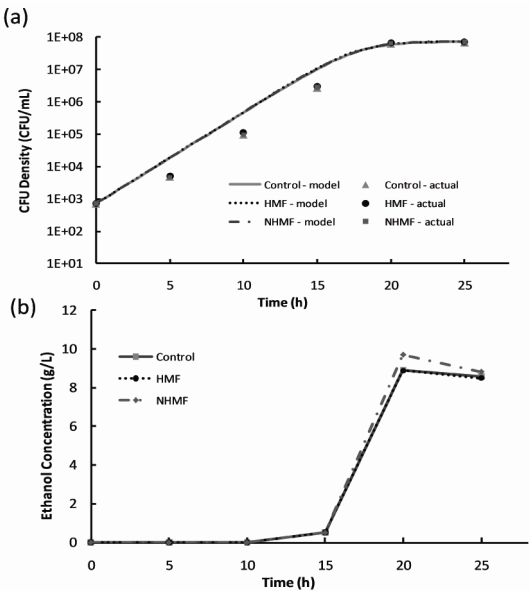 (a)
CFU Density (CFU/mL)
1E+08
1E+07
1E+06
1E+05
1E+04
1E+03
1E+02
1E+01
Control - model
Control - actual
HMF - model
HMF - actual
NHMF - model
NHMF - actual
0 5 10 15 20 25
Time (h)
(b)
Ethanol Concentration (g/L)
12
10
8
6
4
2
0
Control
HMF
NHMF
0 5 10 15 20 25
Time (h)